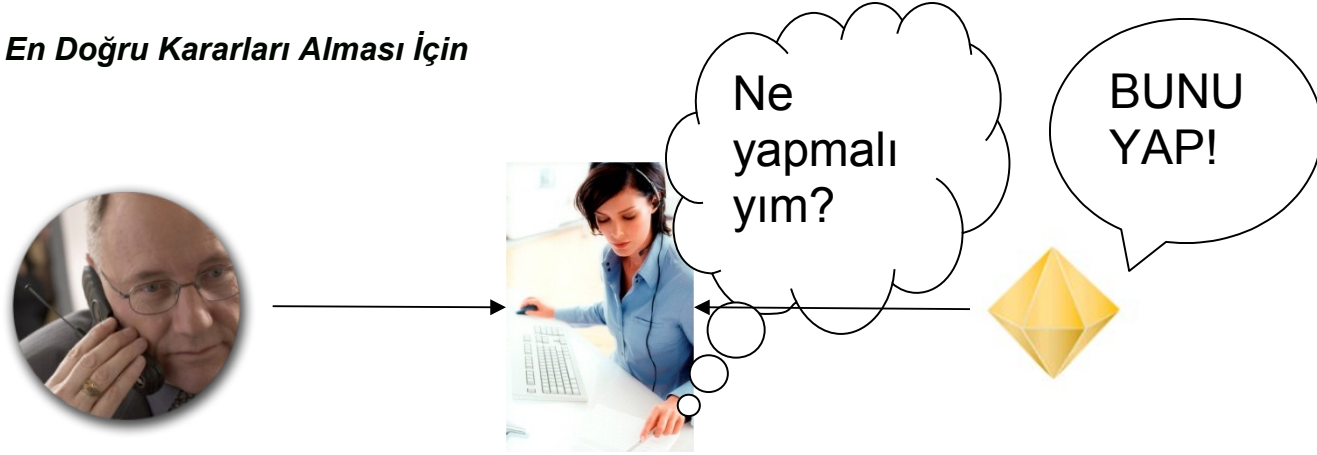 En Doğru Kararları Alması İçin
Ne
yapmalı
yım?
BUNU
YAP!